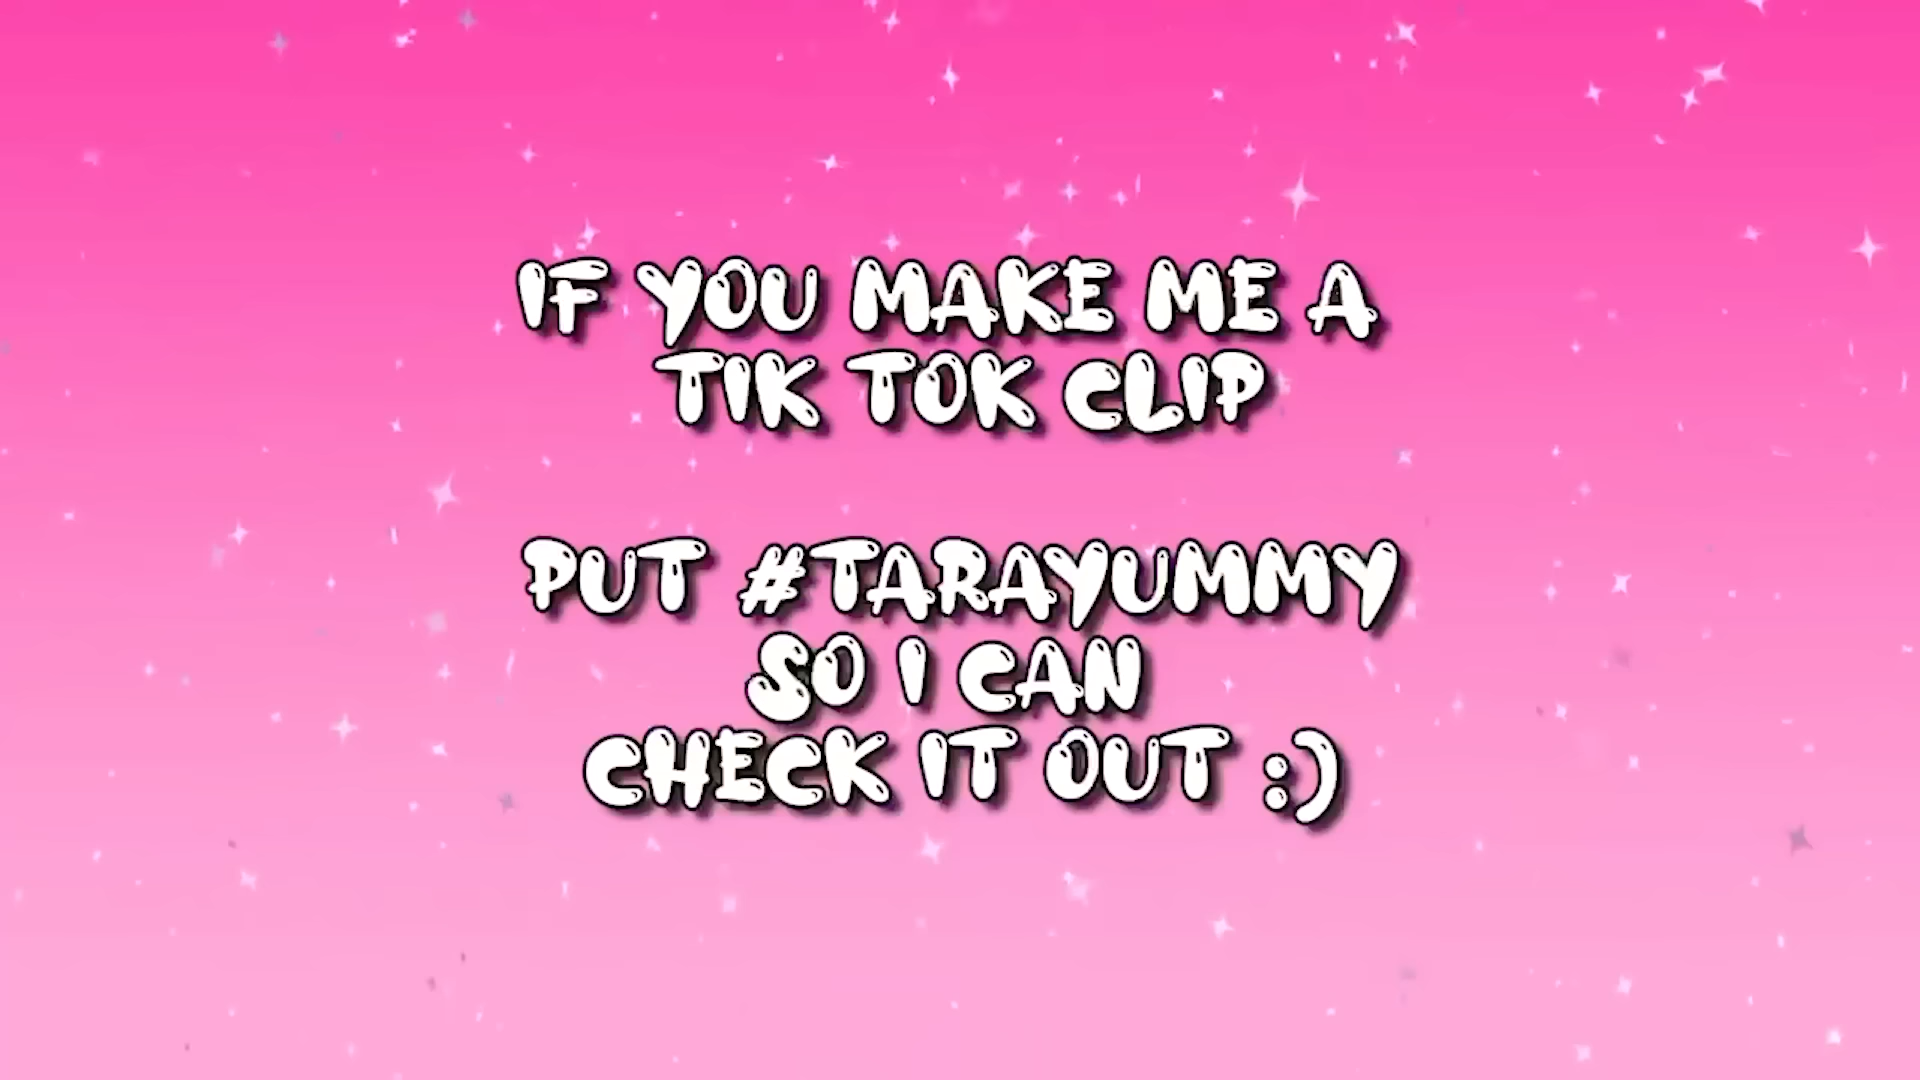 IF YOU MAKE ME A
TIK TOK CLIP
PUT #TARAYUMMY
SO I CAN
CHECK IT OUT :)